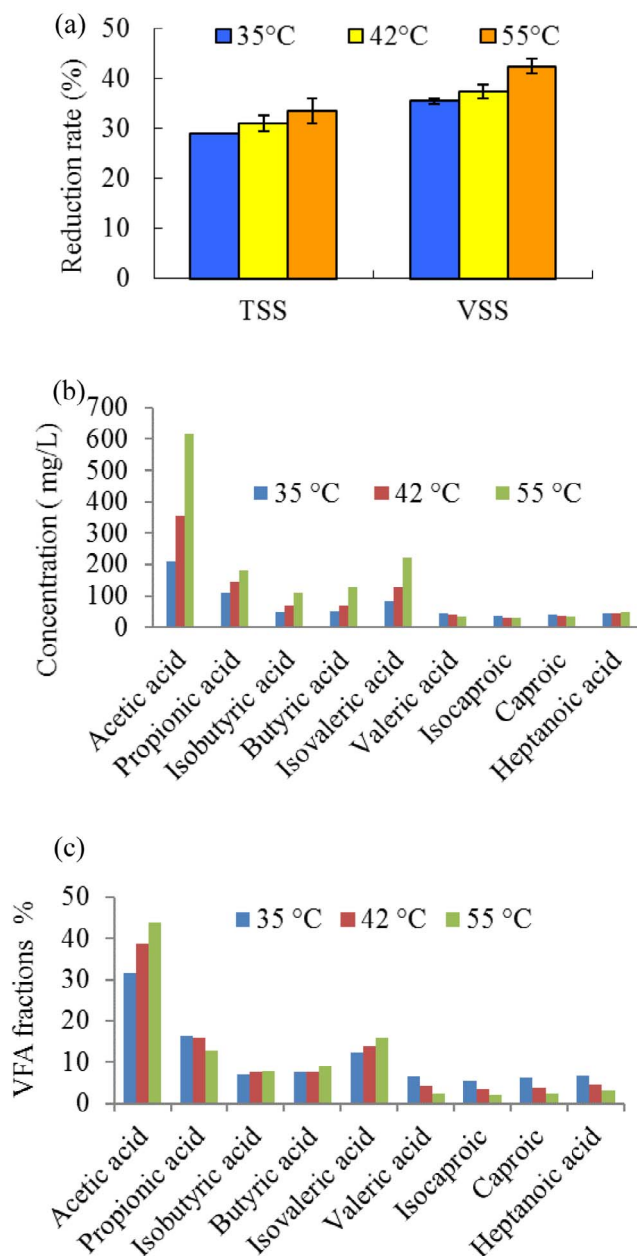 (a)
35°C 42°C 55°C
Reduction rate (%)
50
40
30
20
10
0
TSS VSS
(b)
Concentration ( mg/L)
700
600
500
400
300
200
100
0
35 °C 42 °C 55 °C
Acetic acid
Propionic acid
Isobutyric acid
Butyric acid
Isovaleric acid
Valeric acid
Isocaproic
Caproic
Heptanoic acid
(c)
VFA fractions %
50
40
30
20
10
0
35 °C 42 °C 55 °C
Acetic acid
Propionic acid
Isobutyric acid
Butyric acid
Isovaleric acid
Valeric acid
Isocaproic
Caproic
Heptanoic acid